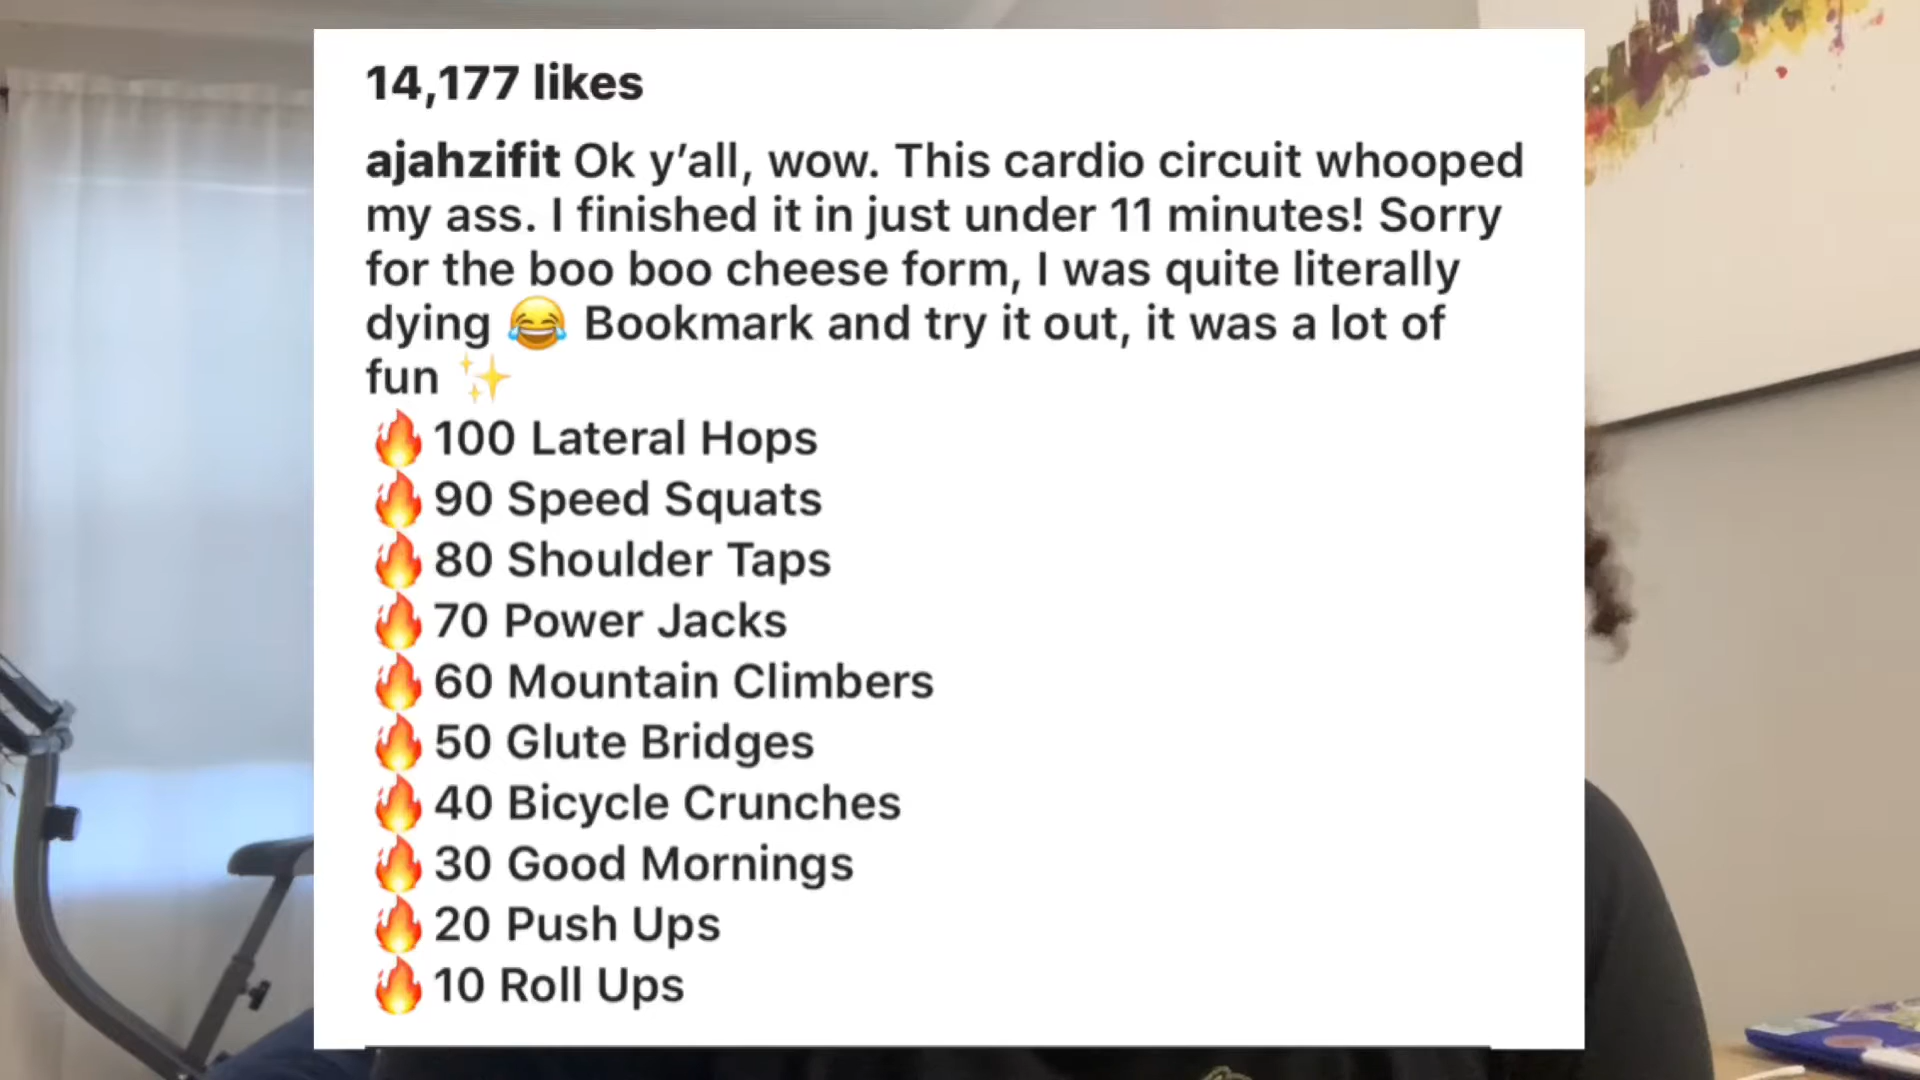 14,177 likes
ajahzifit Ok y’all, wow. This cardio circuit whooped
my ass. I finished it in just under 11 minutes! Sorry
for the boo boo cheese form, I was quite literally
dying 😂 Bookmark and try it out, it was a lot of
fun ✨
🔥 100 Lateral Hops
🔥 90 Speed Squats
🔥 80 Shoulder Taps
🔥 70 Power Jacks
🔥 60 Mountain Climbers
🔥 50 Glute Bridges
🔥 40 Bicycle Crunches
🔥 30 Good Mornings
🔥 20 Push Ups
🔥 10 Roll Ups